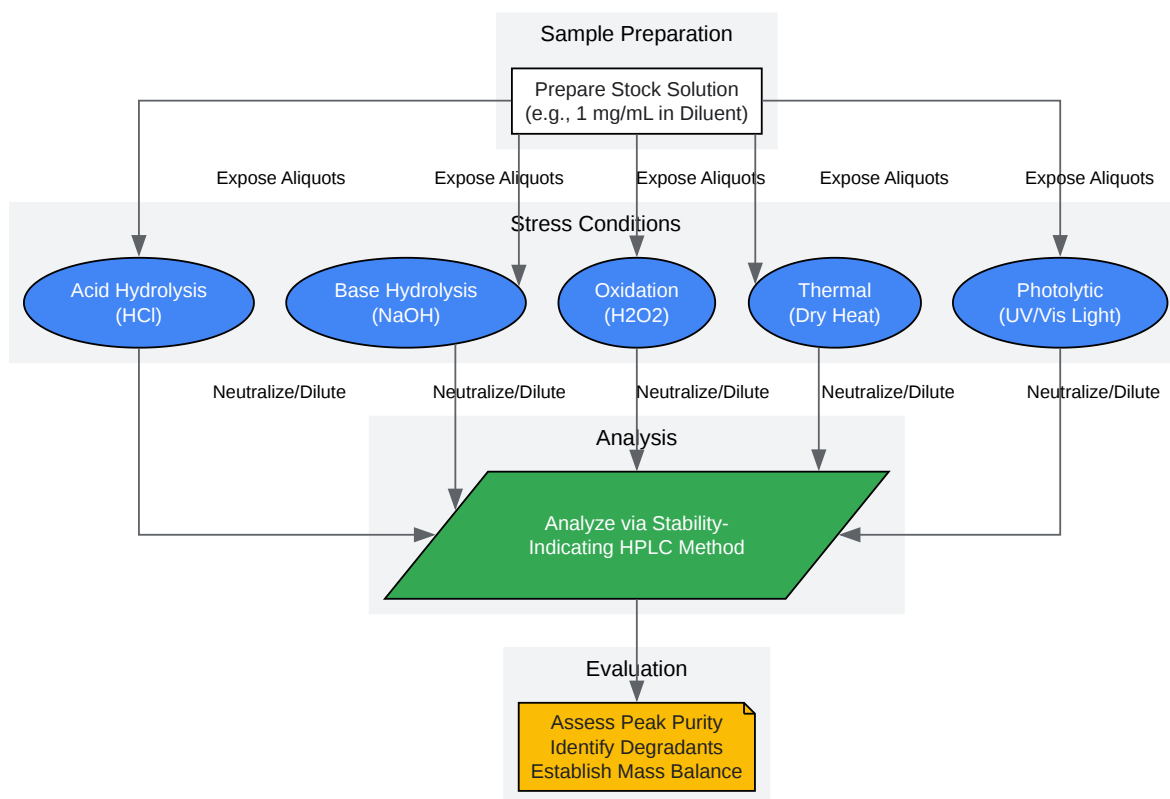 Sample Preparation
Prepare Stock Solution
(e.g., 1 mg/mL in Diluent)
Expose Aliquots
Expose Aliquots
Expose Aliquots
Expose Aliquots
Expose Aliquots
Stress Conditions
Acid Hydrolysis
(HCl)
Base Hydrolysis
(NaOH)
Oxidation
(H2O2)
Thermal
(Dry Heat)
Photolytic
(UV/Vis Light)
Neutralize/Dilute
Neutralize/Dilute
Neutralize/Dilute
Neutralize/Dilute
Neutralize/Dilute
Analysis
Analyze via Stability-
Indicating HPLC Method
Evaluation
Assess Peak Purity
Identify Degradants
Establish Mass Balance